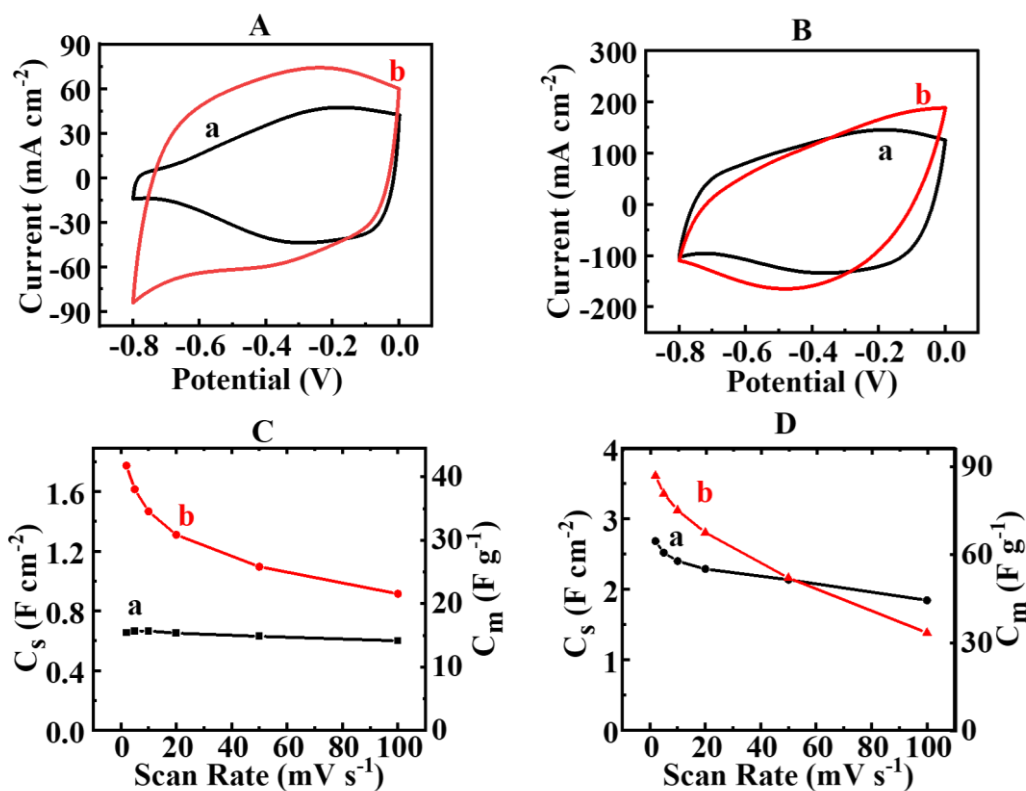 A
90
60
30
0
-30
-60
-90
Current (mA cm⁻²)
a
b
-0.8 -0.6 -0.4 -0.2 0.0
Potential (V)
B
300
200
100
0
-100
-200
Current (mA cm⁻²)
b
a
-0.8 -0.6 -0.4 -0.2 0.0
Potential (V)
C
1.6
1.2
0.8
0.4
0.0
Cₛ (F cm⁻²)
b
a
40
30
20
10
0
Cₘ (F g⁻¹)
0 20 40 60 80 100
Scan Rate (mV s⁻¹)
D
4
3
2
1
0
Cₛ (F cm⁻²)
b
a
90
60
30
0
Cₘ (F g⁻¹)
0 20 40 60 80 100
Scan Rate (mV s⁻¹)